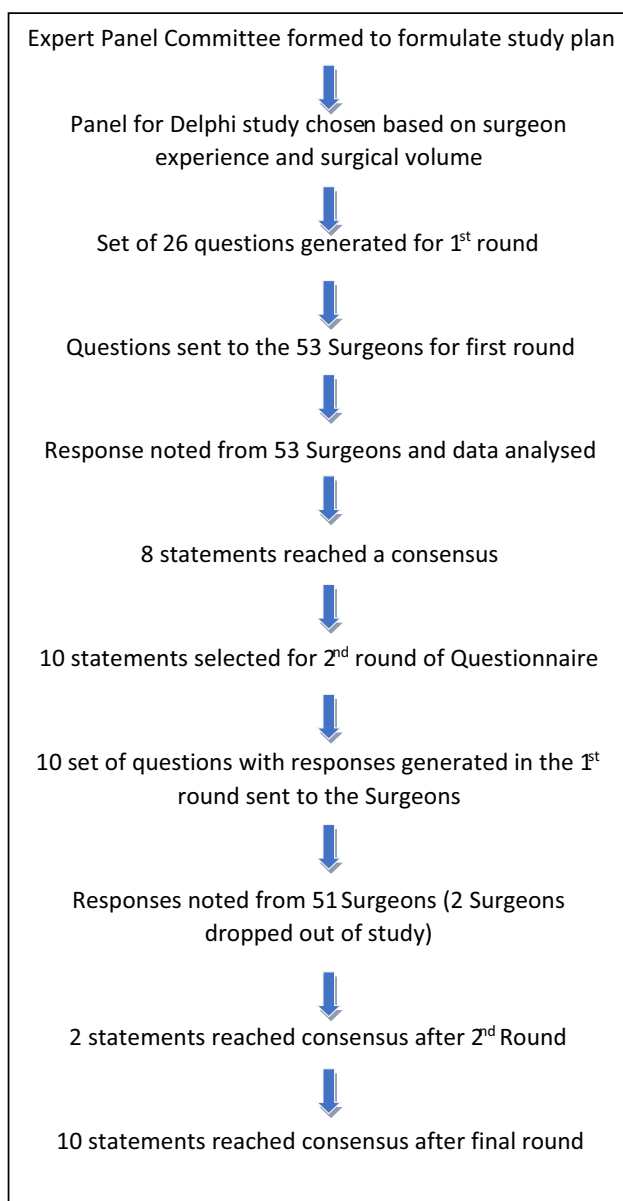 Expert Panel Committee formed to formulate study plan
Panel for Delphi study chosen based on surgeon
experience and surgical volume
Set of 26 questions generated for 1st round
Questions sent to the 53 Surgeons for first round
Response noted from 53 Surgeons and data analysed
8 statements reached a consensus
10 statements selected for 2nd round of Questionnaire
10 set of questions with responses generated in the 1st
round sent to the Surgeons
Responses noted from 51 Surgeons (2 Surgeons
dropped out of study)
2 statements reached consensus after 2nd Round
10 statements reached consensus after final round